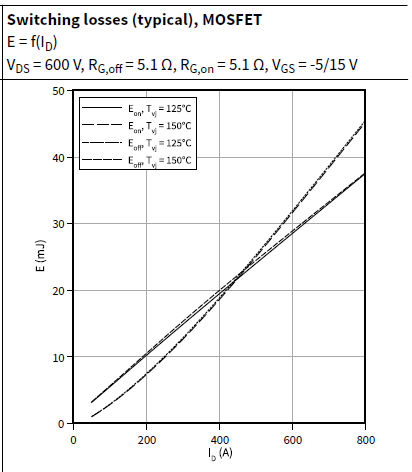 Switching losses (typical), MOSFET
E = f(ID)
VDS = 600 V, RG,off = 5.1 Ω, RG,on = 5.1 Ω, VGS = -5/15 V
50
Eon, Tvj = 125°C
Eon, Tvj = 150°C
Eoff, Tvj = 125°C
Eoff, Tvj = 150°C
40
30
E (mJ)
20
10
0
0 200 400 600 800
ID (A)